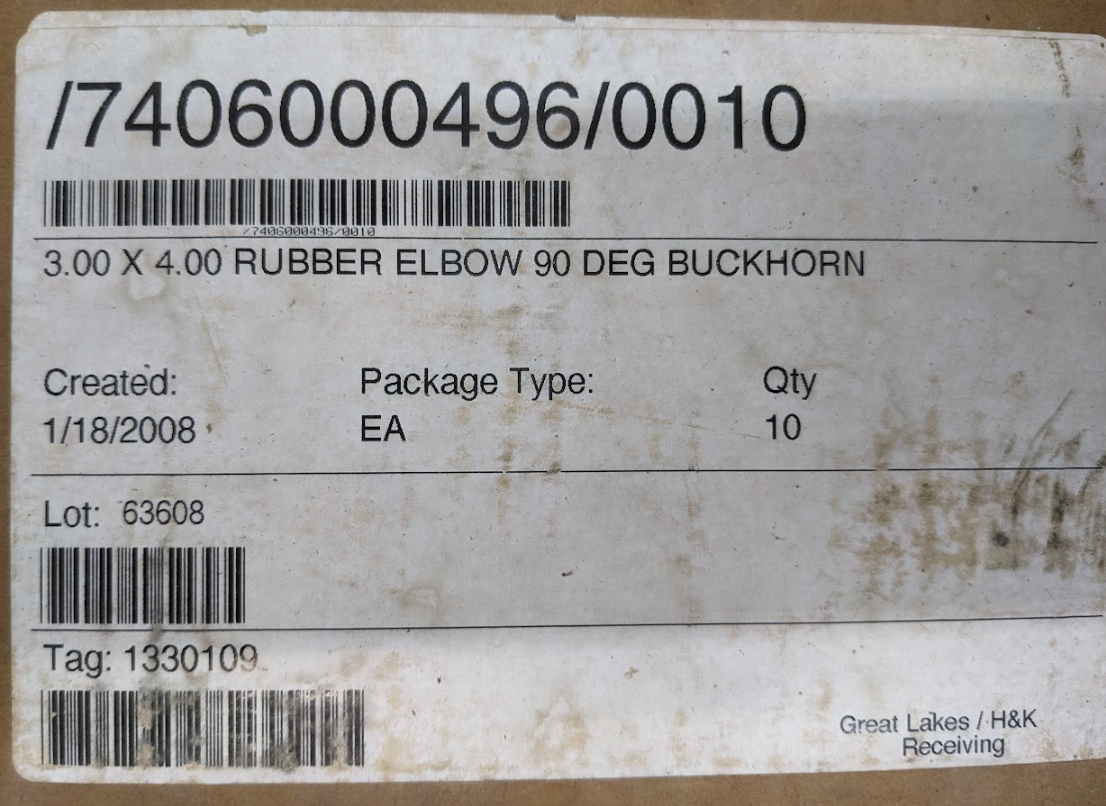 /7406000496/0010
/7406000496/0010
3.00 X 4.00 RUBBER ELBOW 90 DEG BUCKHORN
Created: Package Type: Qty
1/18/2008 EA 10
Lot: 63608
Tag: 1330109
Great Lakes / H&K
Receiving